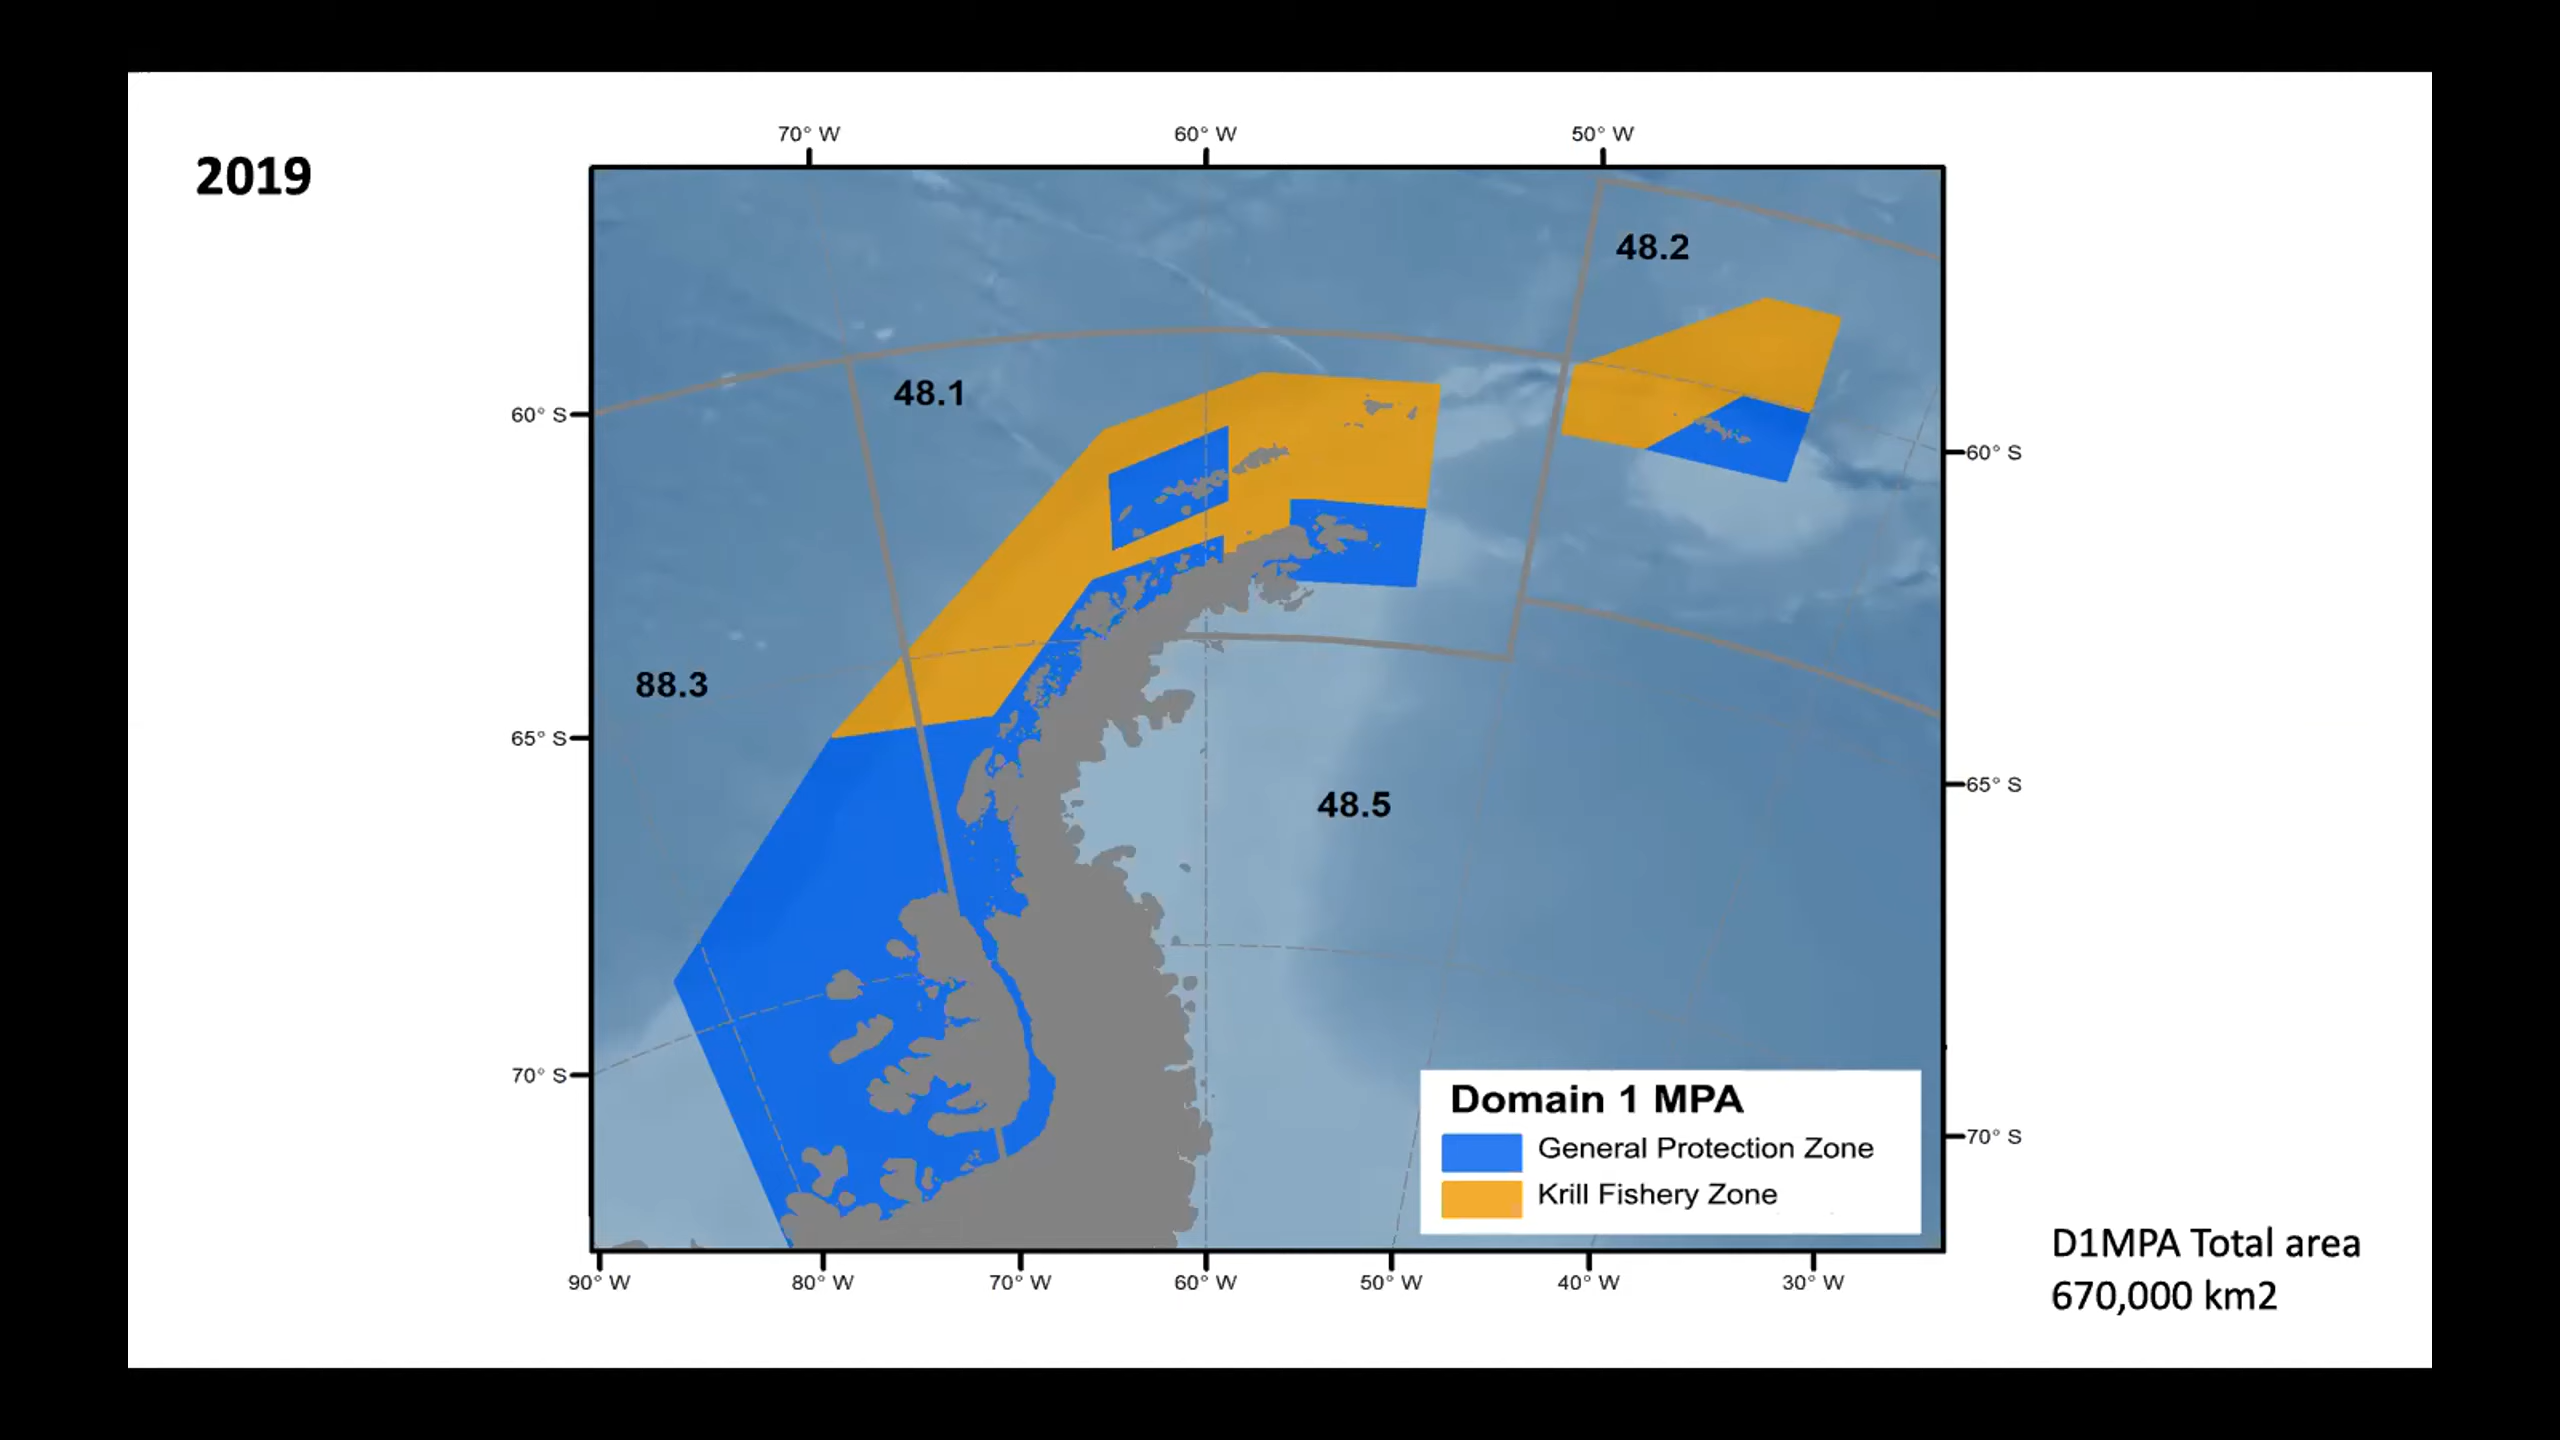 2019
70° W 60° W 50° W
48.2
48.1
60° S
60° S
88.3
65° S
65° S
48.5
70° S
70° S
Domain 1 MPA
General Protection Zone
Krill Fishery Zone
90° W 80° W 70° W 60° W 50° W 40° W 30° W
D1MPA Total area
670,000 km2